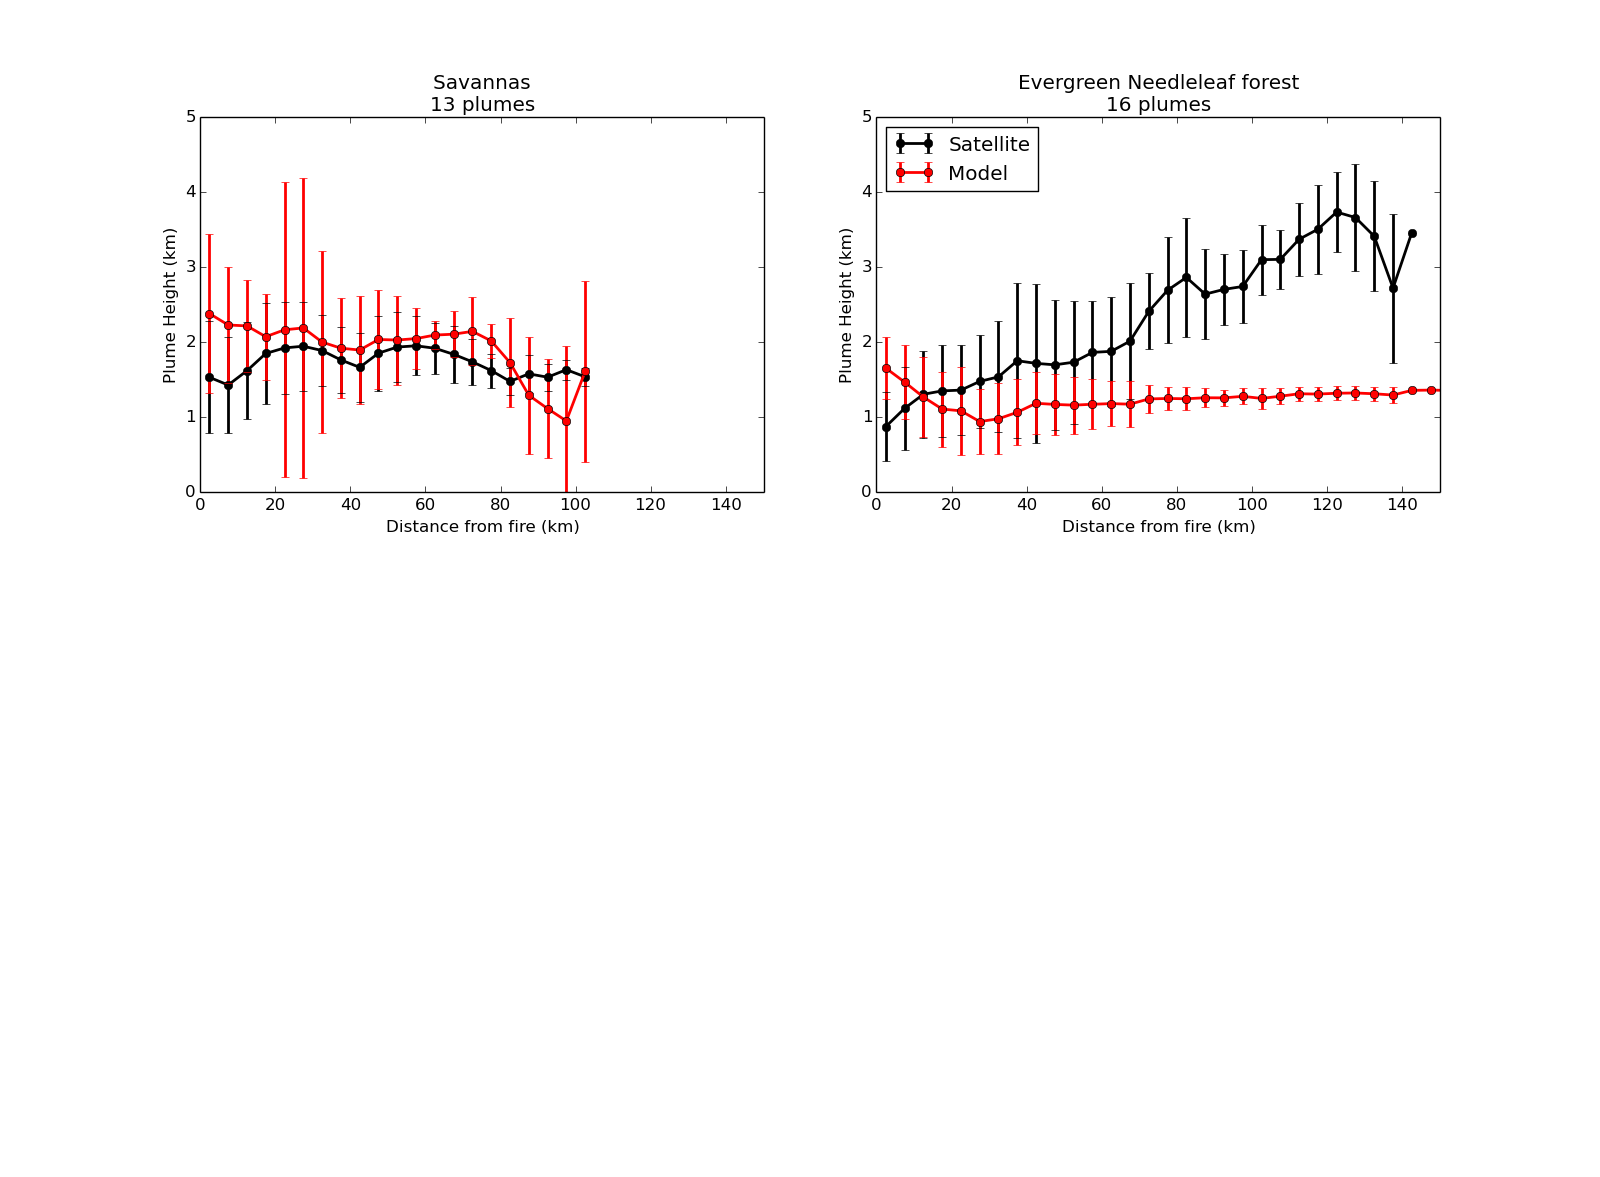 Savannas
13 plumes
5
4
3
2
1
0
Plume Height (km)
0 20 40 60 80 100 120 140
Distance from fire (km)
Evergreen Needleleaf forest
16 plumes
Satellite
Model
5
4
3
2
1
0
Plume Height (km)
0 20 40 60 80 100 120 140
Distance from fire (km)